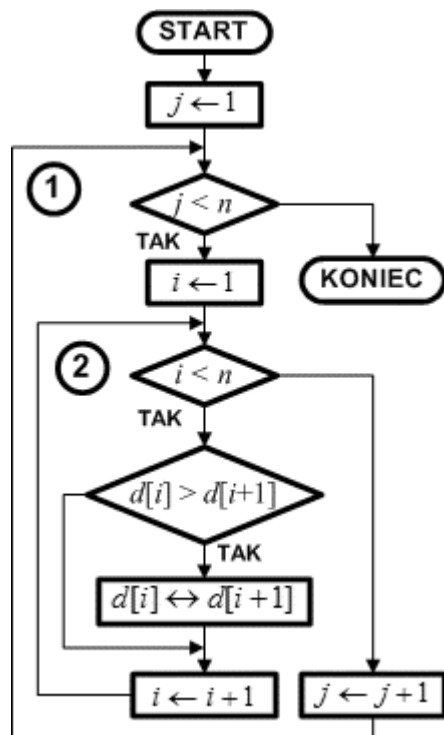 START
j ← 1
1
j < n
TAK
i ← 1
KONIEC
2
i < n
TAK
d[i] > d[i+1]
TAK
d[i] ↔ d[i + 1]
i ← i + 1
j ← j + 1